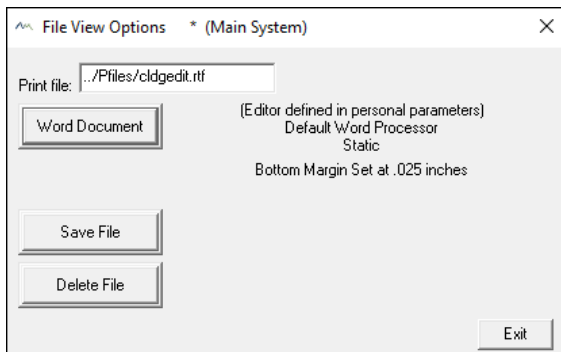 File View Options * (Main System)
Print file: ../Pfiles/cldgedit.rtf
Word Document
(Editor defined in personal parameters)
Default Word Processor
Static
Bottom Margin Set at .025 inches
Save File
Delete File
Exit